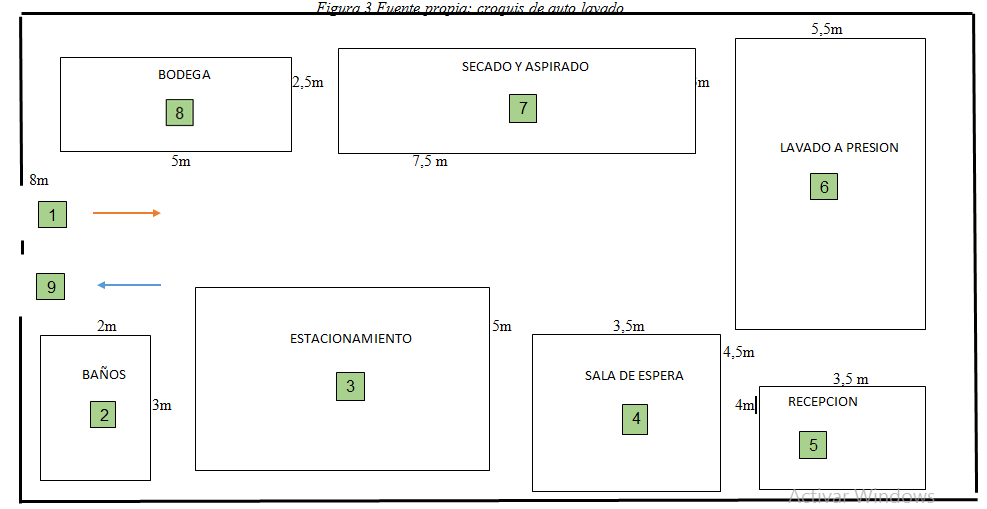 Figura 3 Fuente propia: croquis de auto lavado
5,5m
BODEGA
2,5m
8
5m
SECADO Y ASPIRADO
m
7
7,5 m
LAVADO A PRESION
6
8m
1
9
2m
BAÑOS
2
3m
ESTACIONAMIENTO
3
5m
3,5m
SALA DE ESPERA
4
4,5m
3,5 m
4m
RECEPCION
5
Activar Windows